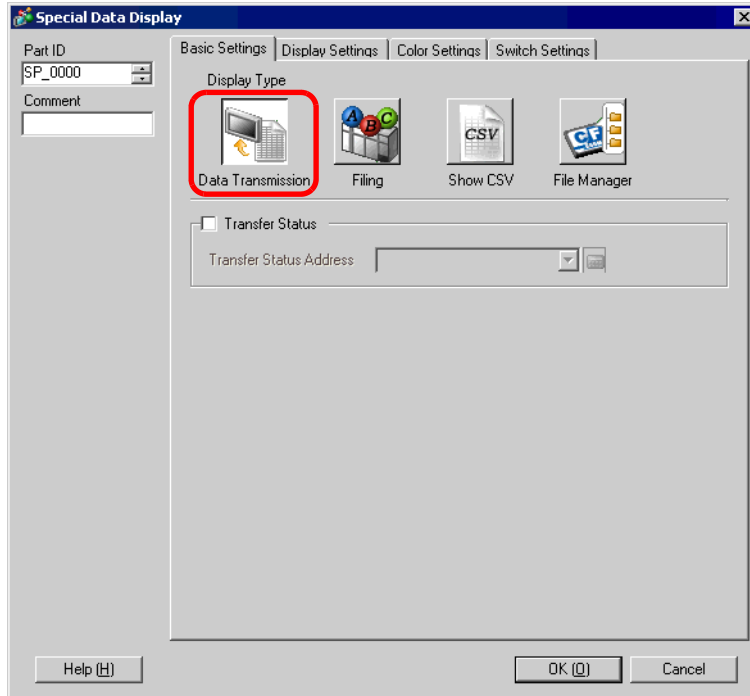 Special Data Display
Part ID
SP_0000
Comment
Basic Settings Display Settings Color Settings Switch Settings
Display Type
A B C CSV CF
Data Transmission Filing Show CSV File Manager
Transfer Status
Transfer Status Address
Help (H) OK (O) Cancel